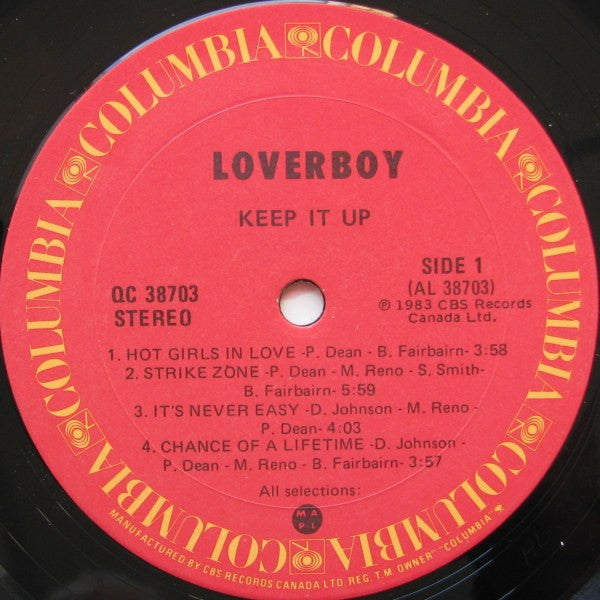 COLUMBIA COLUMBIA COLUMBIA COLUMBIA COLUMBIA COLUMBIA
LOVERBOY
KEEP IT UP
QC 38703
STEREO
SIDE 1
(AL 38703)
℗ 1983 CBS Records
Canada Ltd.
1. HOT GIRLS IN LOVE -P. Dean - B. Fairbairn- 3:58
2. STRIKE ZONE -P. Dean - M. Reno - S. Smith-
B. Fairbairn- 5:59
3. IT'S NEVER EASY -D. Johnson - M. Reno -
P. Dean- 4:03
4. CHANCE OF A LIFETIME -D. Johnson -
P. Dean - M. Reno - B. Fairbairn- 3:57
All selections:
M A
P L
MANUFACTURED BY CBS RECORDS CANADA LTD. REG. T.M. OWNER "COLUMBIA"